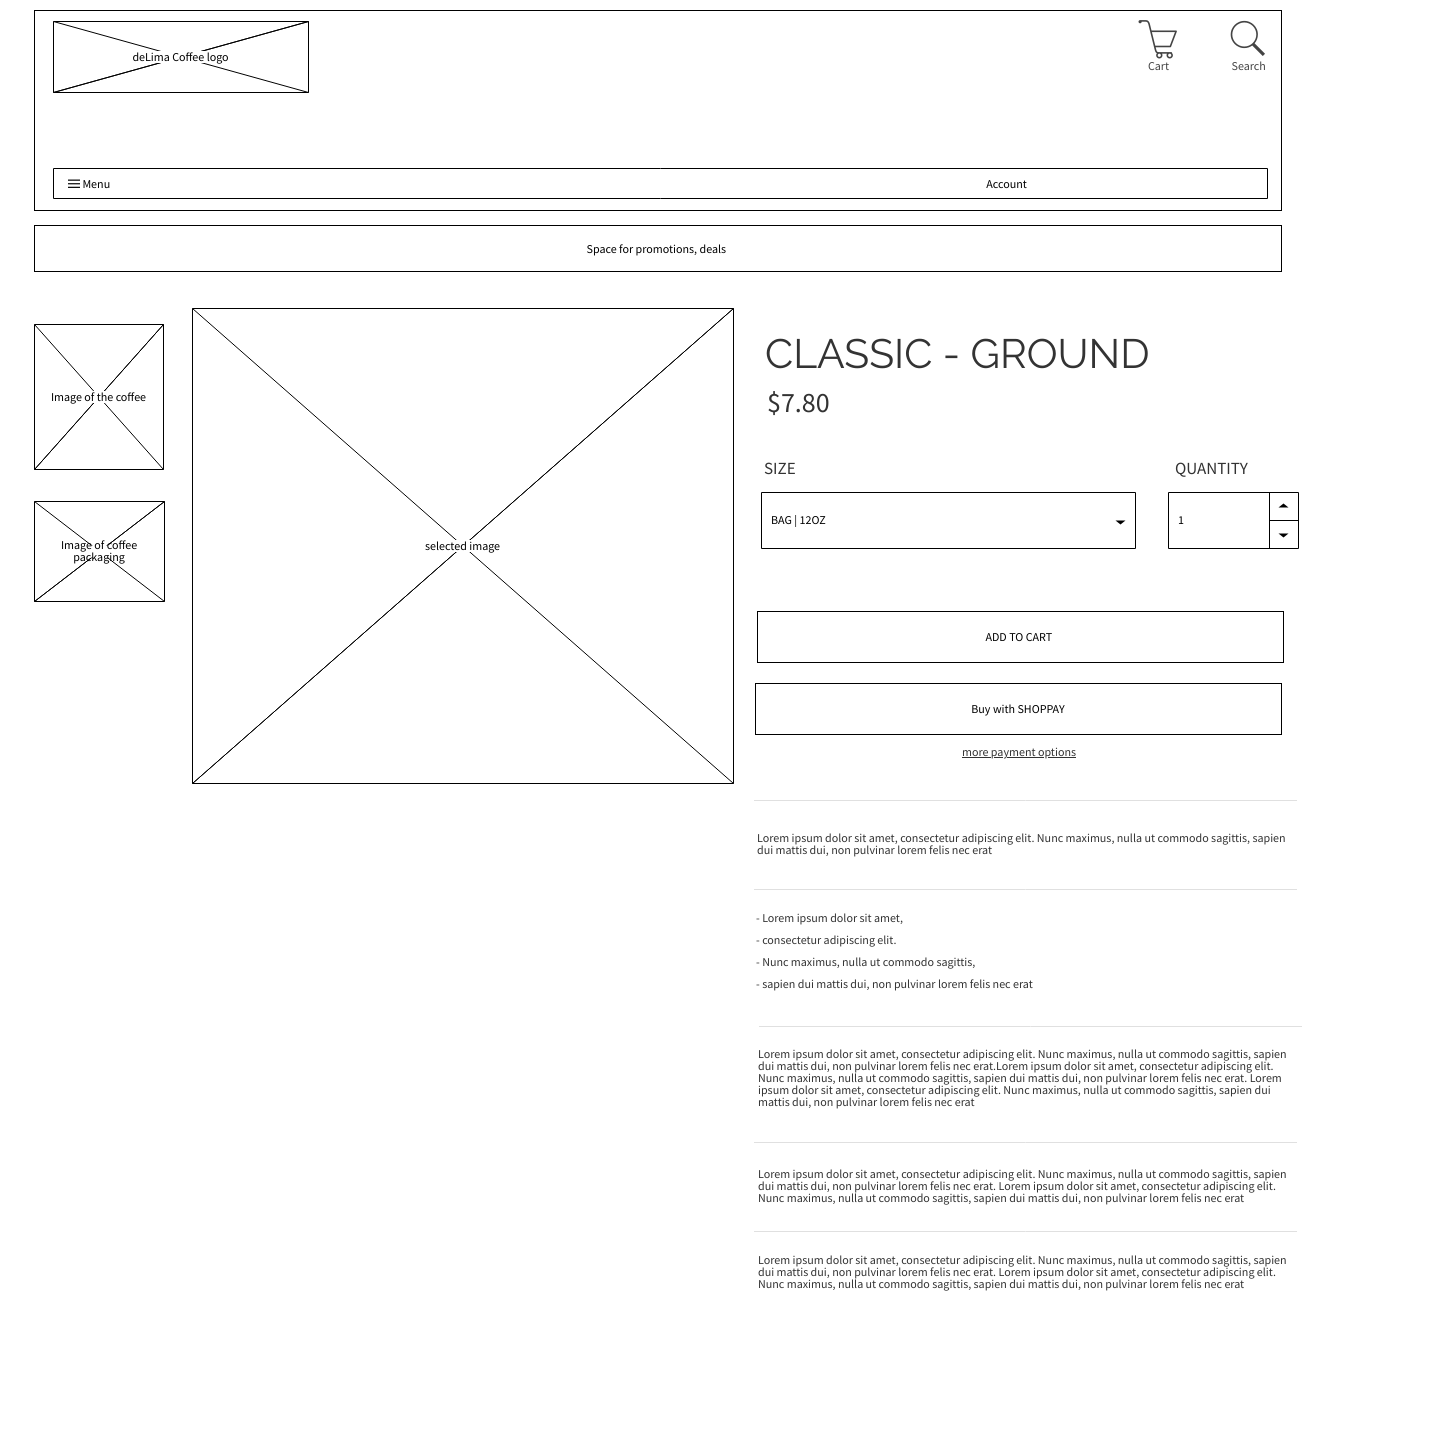 deLima Coffee logo
Cart
Search
Menu
Account
Space for promotions, deals
Image of the coffee
Image of coffee
packaging
selected image
CLASSIC - GROUND
$7.80
SIZE
QUANTITY
BAG | 12OZ
1
ADD TO CART
Buy with SHOPPAY
more payment options
Lorem ipsum dolor sit amet, consectetur adipiscing elit. Nunc maximus, nulla ut commodo sagittis, sapien
dui mattis dui, non pulvinar lorem felis nec erat
- Lorem ipsum dolor sit amet,
- consectetur adipiscing elit.
- Nunc maximus, nulla ut commodo sagittis,
- sapien dui mattis dui, non pulvinar lorem felis nec erat
Lorem ipsum dolor sit amet, consectetur adipiscing elit. Nunc maximus, nulla ut commodo sagittis, sapien
dui mattis dui, non pulvinar lorem felis nec erat.Lorem ipsum dolor sit amet, consectetur adipiscing elit.
Nunc maximus, nulla ut commodo sagittis, sapien dui mattis dui, non pulvinar lorem felis nec erat. Lorem
ipsum dolor sit amet, consectetur adipiscing elit. Nunc maximus, nulla ut commodo sagittis, sapien dui
mattis dui, non pulvinar lorem felis nec erat
Lorem ipsum dolor sit amet, consectetur adipiscing elit. Nunc maximus, nulla ut commodo sagittis, sapien
dui mattis dui, non pulvinar lorem felis nec erat. Lorem ipsum dolor sit amet, consectetur adipiscing elit.
Nunc maximus, nulla ut commodo sagittis, sapien dui mattis dui, non pulvinar lorem felis nec erat
Lorem ipsum dolor sit amet, consectetur adipiscing elit. Nunc maximus, nulla ut commodo sagittis, sapien
dui mattis dui, non pulvinar lorem felis nec erat. Lorem ipsum dolor sit amet, consectetur adipiscing elit.
Nunc maximus, nulla ut commodo sagittis, sapien dui mattis dui, non pulvinar lorem felis nec erat